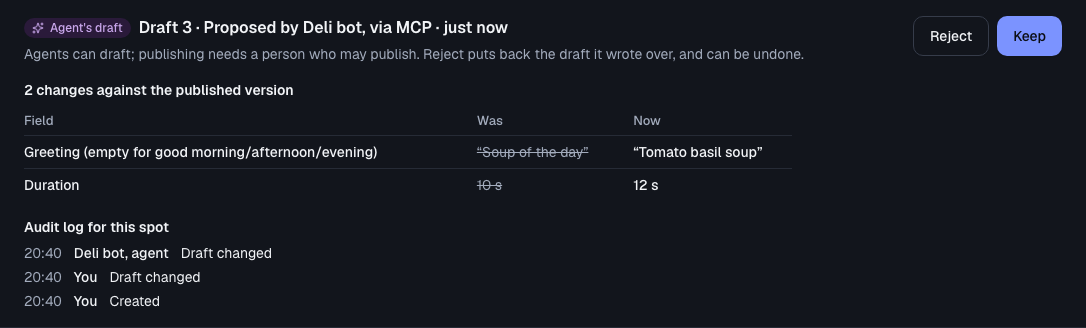 Agent's draft Draft 3 · Proposed by Deli bot, via MCP · just now
Reject Keep
Agents can draft; publishing needs a person who may publish. Reject puts back the draft it wrote over, and can be undone.
2 changes against the published version
Field Was Now
Greeting (empty for good morning/afternoon/evening) “Soup of the day” “Tomato basil soup”
Duration 10 s 12 s
Audit log for this spot
20:40 Deli bot, agent Draft changed
20:40 You Draft changed
20:40 You Created